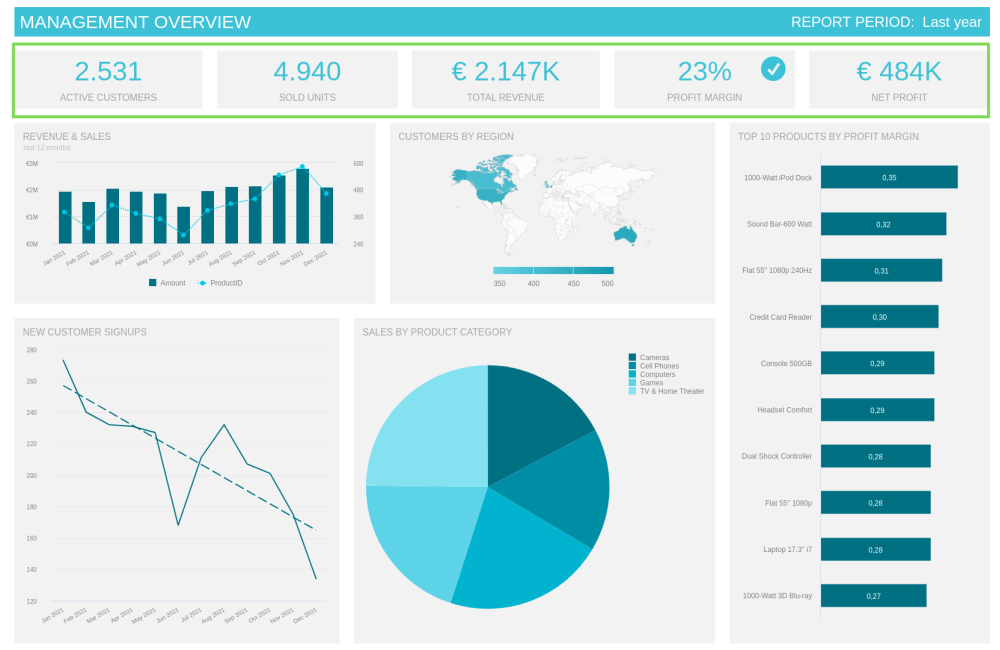 MANAGEMENT OVERVIEW
REPORT PERIOD: Last year
2.531
ACTIVE CUSTOMERS
4.940
SOLD UNITS
€ 2.147K
TOTAL REVENUE
23%
PROFIT MARGIN
€ 484K
NET PROFIT
REVENUE & SALES
last 12 months
€3M
€2M
€1M
€0M
600
480
360
240
Jan 2021
Feb 2021
Mar 2021
Apr 2021
May 2021
Jun 2021
Jul 2021
Aug 2021
Sep 2021
Oct 2021
Nov 2021
Dec 2021
Amount
ProductID
CUSTOMERS BY REGION
350 400 450 500
TOP 10 PRODUCTS BY PROFIT MARGIN
1000-Watt iPod Dock 0,35
Sound Bar-600 Watt 0,32
Flat 55" 1080p 240Hz 0,31
Credit Card Reader 0,30
Console 500GB 0,29
Headset Comfort 0,29
Dual Shock Controller 0,28
Flat 55" 1080p 0,28
Laptop 17.3" i7 0,28
1000-Watt 3D Blu-ray 0,27
NEW CUSTOMER SIGNUPS
280
260
240
220
200
180
160
140
120
Jan 2021
Feb 2021
Mar 2021
Apr 2021
May 2021
Jun 2021
Jul 2021
Aug 2021
Sep 2021
Oct 2021
Nov 2021
Dec 2021
SALES BY PRODUCT CATEGORY
Cameras
Cell Phones
Computers
Games
TV & Home Theater